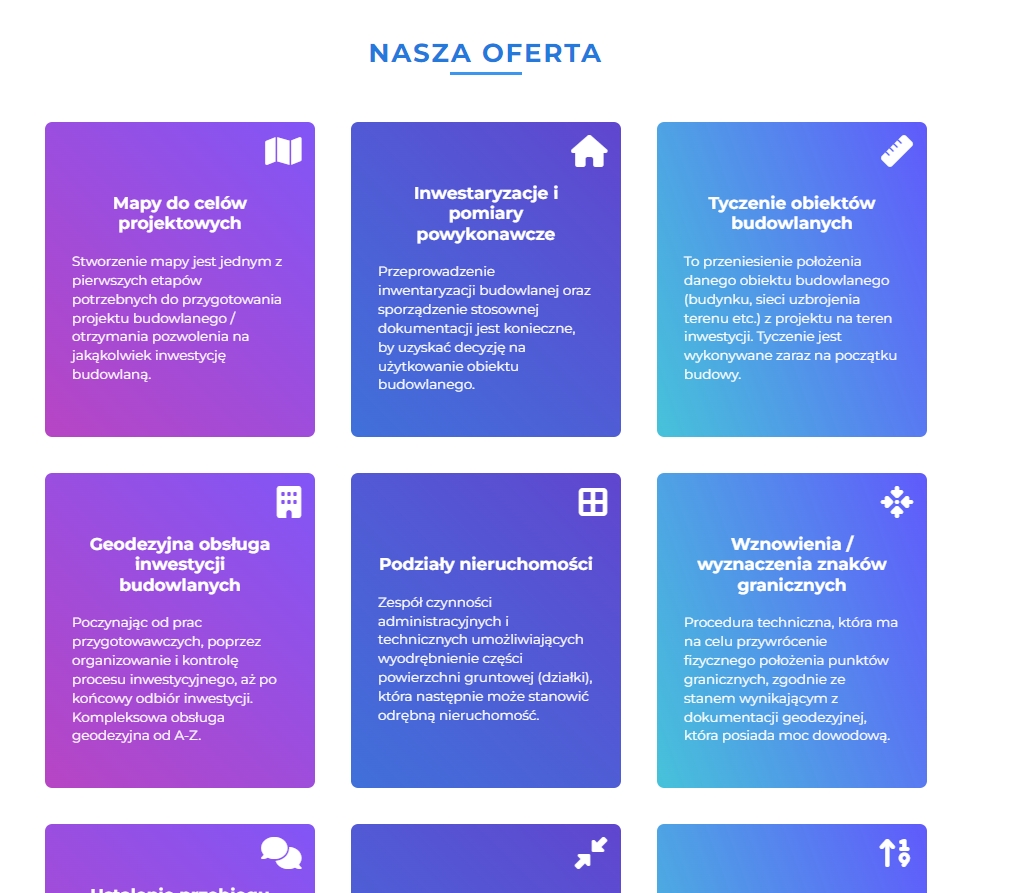 NASZA OFERTA
Mapy do celów
projektowych
Stworzenie mapy jest jednym z
pierwszych etapów
potrzebnych do przygotowania
projektu budowlanego /
otrzymania pozwolenia na
jakąkolwiek inwestycję
budowlaną.
Inwestaryzacje i
pomiary
powykonawcze
Przeprowadzenie
inwentaryzacji budowlanej oraz
sporządzenie stosownej
dokumentacji jest konieczne,
by uzyskać decyzję na
użytkowanie obiektu
budowlanego.
Tyczenie obiektów
budowlanych
To przeniesienie położenia
danego obiektu budowlanego
(budynku, sieci uzbrojenia
terenu etc.) z projektu na teren
inwestycji. Tyczenie jest
wykonywane zaraz na początku
budowy.
Geodezyjna obsługa
inwestycji
budowlanych
Poczynając od prac
przygotowawczych, poprzez
organizowanie i kontrolę
procesu inwestycyjnego, aż po
końcowy odbiór inwestycji.
Kompleksowa obsługa
geodezyjna od A-Z.
Podziały nieruchomości
Zespół czynności
administracyjnych i
technicznych umożliwiających
wyodrębnienie części
powierzchni gruntowej (działki),
która następnie może stanowić
odrębną nieruchomość.
Wznowienia /
wyznaczenia znaków
granicznych
Procedura techniczna, która ma
na celu przywrócenie
fizycznego położenia punktów
granicznych, zgodnie ze
stanem wynikającym z
dokumentacji geodezyjnej,
która posiada moc dowodową.
Ustalenie przebiegu